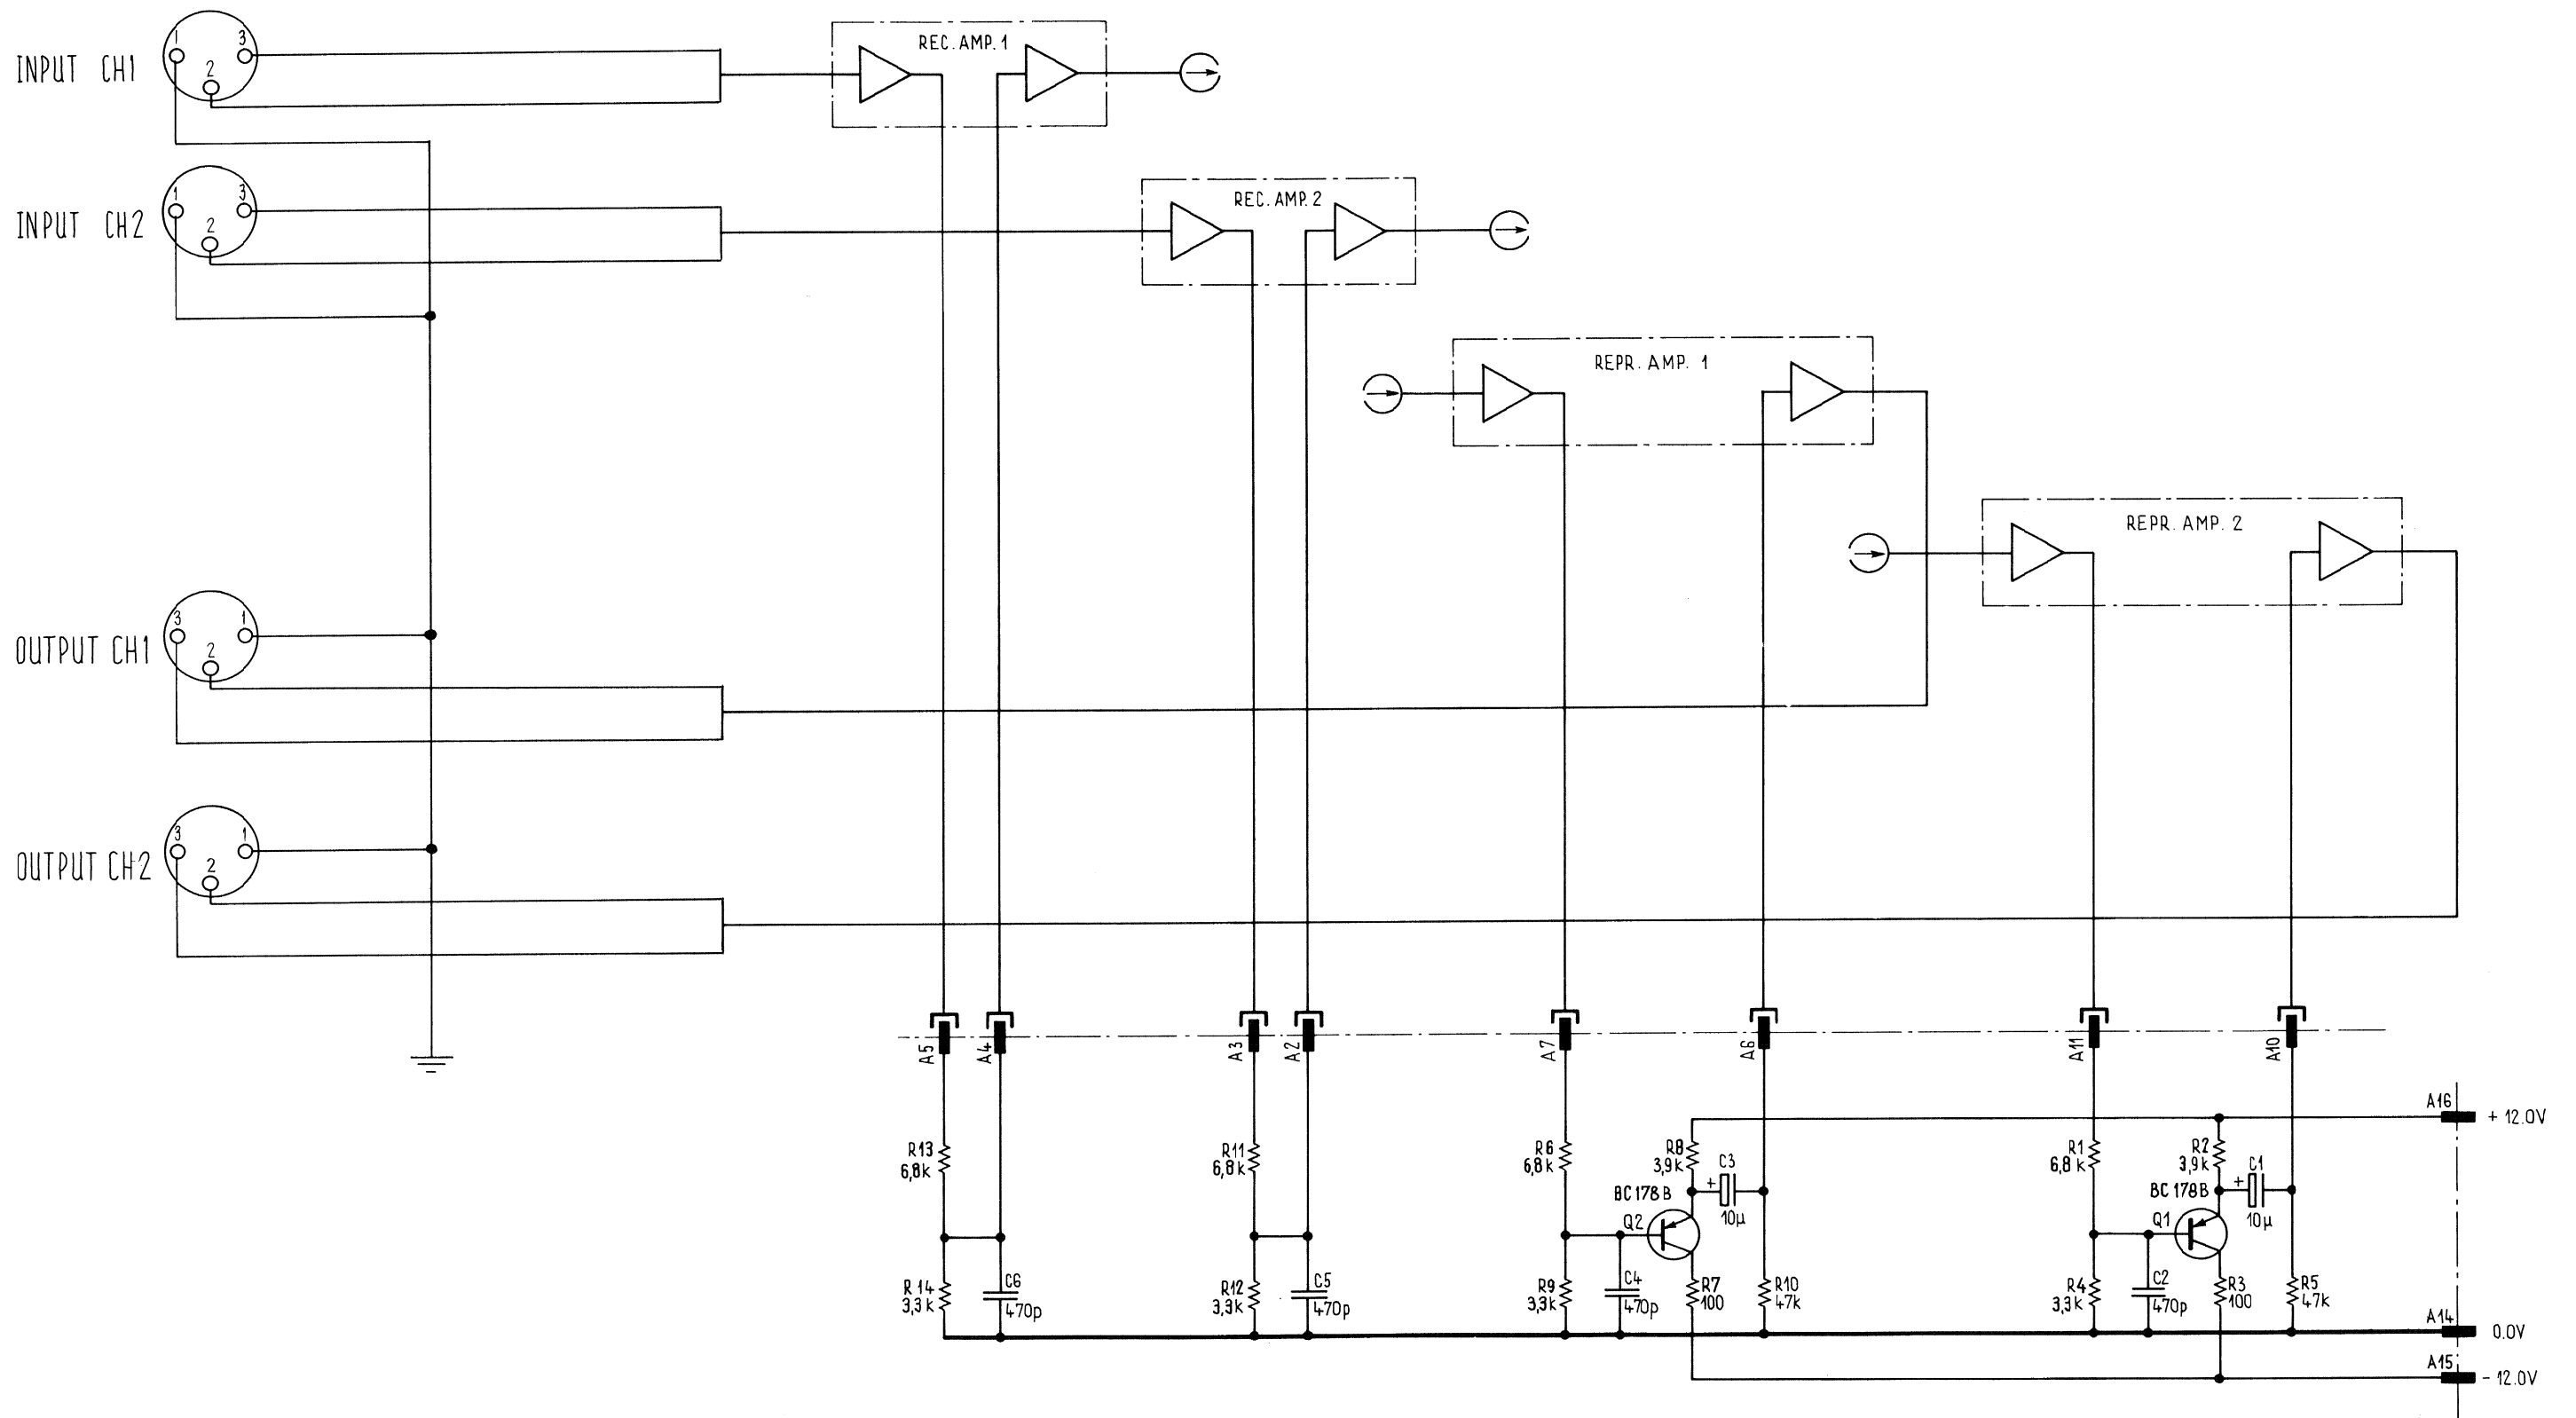 INPUT CH1
1
3
2
REC. AMP. 1
INPUT CH2
1
3
2
REC. AMP. 2
REPR. AMP. 1
REPR. AMP. 2
OUTPUT CH1
3
1
2
OUTPUT CH2
3
1
2
A5
A4
A3
A2
A7
A6
A11
A10
A16
+ 12.0V
R13
6,8k
R11
6,8k
R6
6,8k
R8
3,9k
C3
+
10µ
BC178B
Q2
R1
6,8k
R2
3,9k
C1
+
10µ
BC178B
Q1
R14
3,3k
C6
470p
R12
3,3k
C5
470p
R9
3,3k
C4
470p
R7
100
R10
47k
R4
3,3k
C2
470p
R3
100
R5
47k
A14
0.0V
A15
- 12.0V